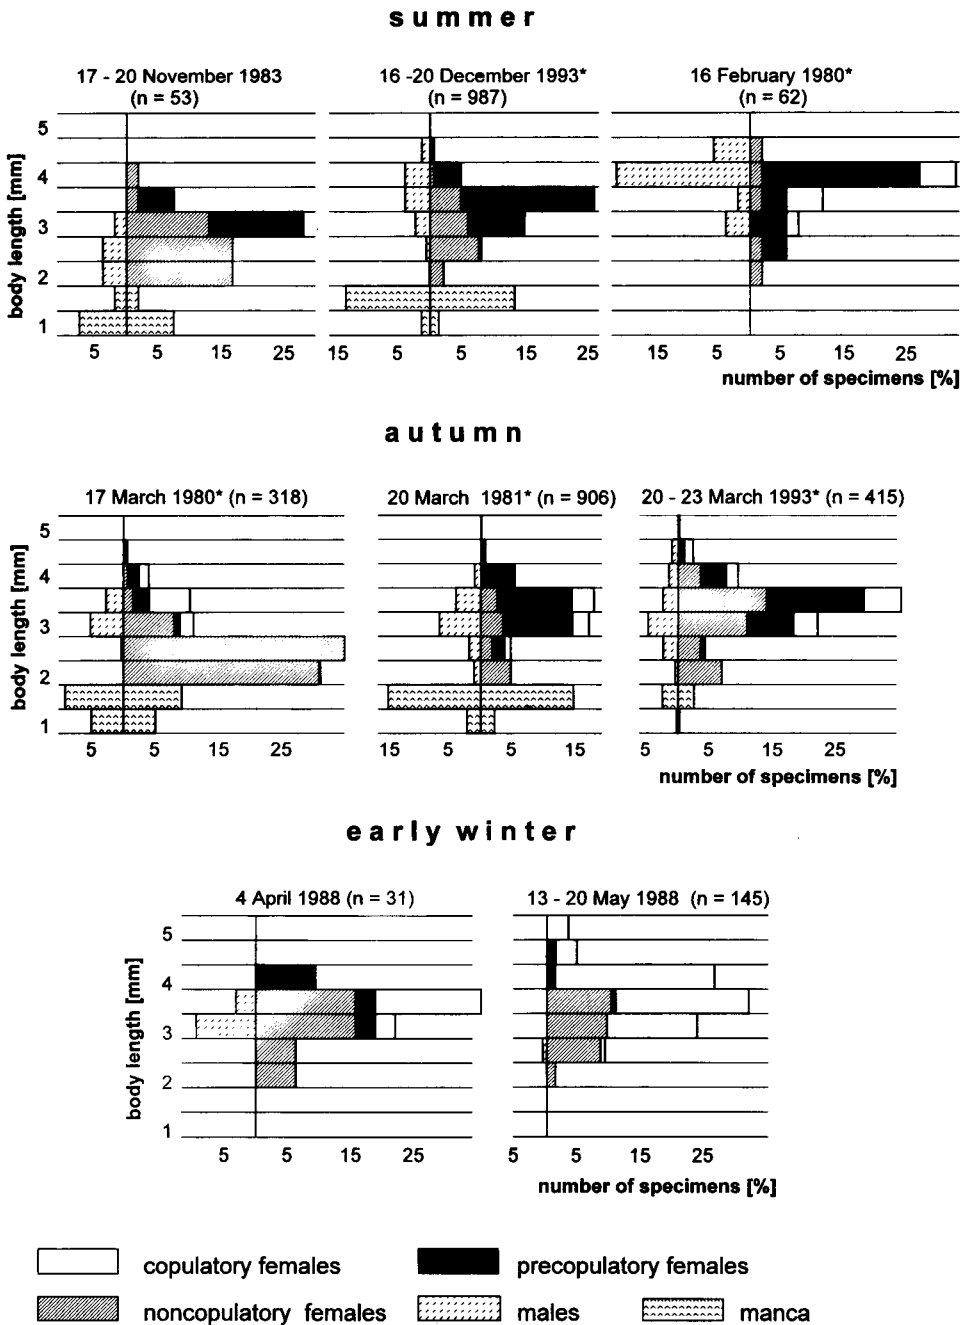 summer
17 - 20 November 1983
(n = 53)
16 -20 December 1993*
(n = 987)
16 February 1980*
(n = 62)
body length [mm]
5
4
3
2
1
5 5 15 25
15 5 5 15 25
15 5 5 15 25
number of specimens [%]
autumn
17 March 1980* (n = 318)
20 March 1981* (n = 906)
20 - 23 March 1993* (n = 415)
body length [mm]
5
4
3
2
1
5 5 15 25
15 5 5 15
5 5 15 25
number of specimens [%]
early winter
4 April 1988 (n = 31)
13 - 20 May 1988 (n = 145)
body length [mm]
5
4
3
2
1
5 5 15 25
5 5 15 25
number of specimens [%]
copulatory females
precopulatory females
noncopulatory females
males
manca